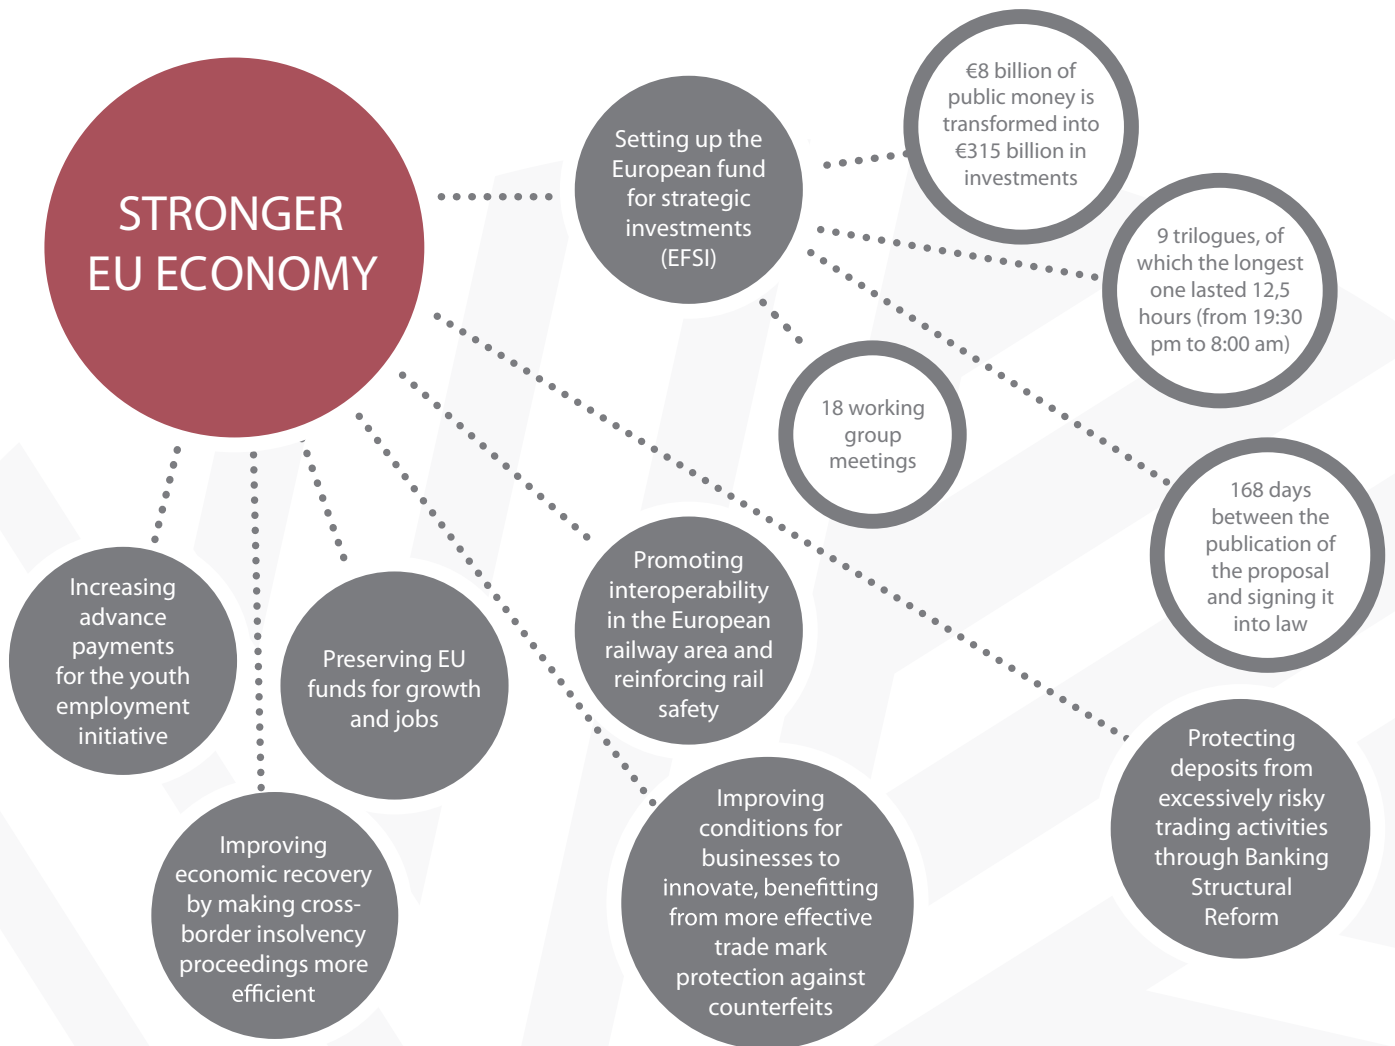 STRONGER
EU ECONOMY
Setting up the
European fund
for strategic
investments
(EFSI)
€8 billion of
public money is
transformed into
€315 billion in
investments
9 trilogues, of
which the longest
one lasted 12,5
hours (from 19:30
pm to 8:00 am)
18 working
group
meetings
168 days
between the
publication of
the proposal
and signing it
into law
Increasing
advance
payments
for the youth
employment
initiative
Preserving EU
funds for growth
and jobs
Promoting
interoperability
in the European
railway area and
reinforcing rail
safety
Protecting
deposits from
excessively risky
trading activities
through Banking
Structural
Reform
Improving
economic recovery
by making cross-
border insolvency
proceedings more
efficient
Improving
conditions for
businesses to
innovate, benefitting
from more effective
trade mark
protection against
counterfeits